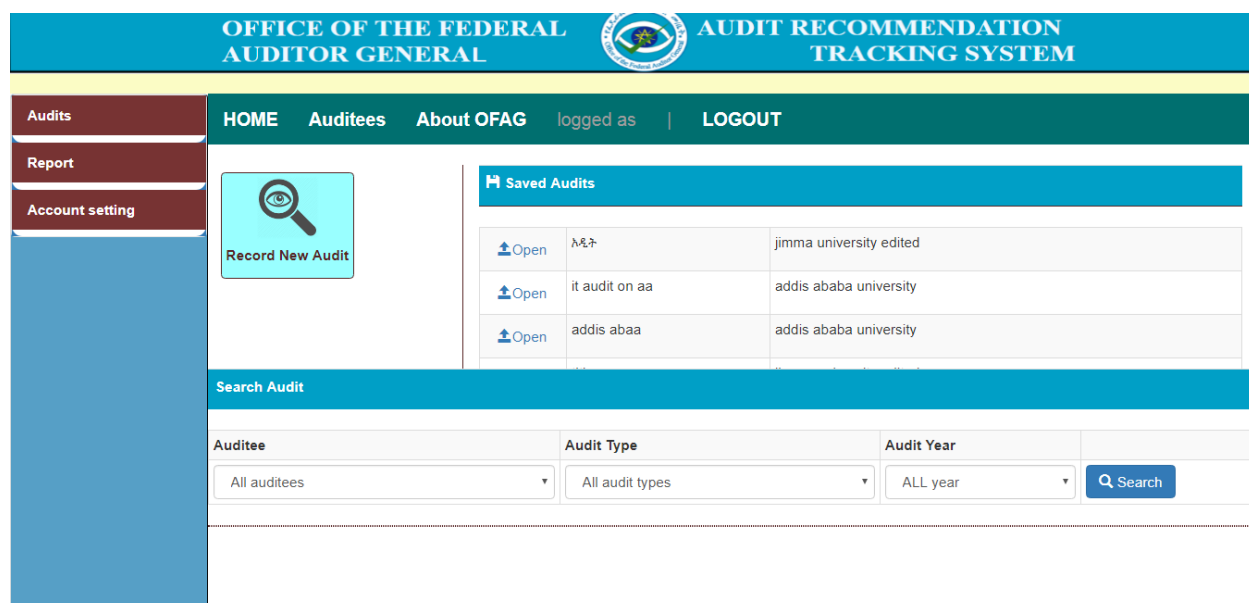 OFFICE OF THE FEDERAL
AUDITOR GENERAL
AUDIT RECOMMENDATION
TRACKING SYSTEM
Audits
Report
Account setting
HOME Auditees About OFAG logged as | LOGOUT
Record New Audit
Saved Audits
Open አዲት jimma university edited
Open it audit on aa addis ababa university
Open addis abaa addis ababa university
Search Audit
Auditee Audit Type Audit Year
All auditees All audit types ALL year Search